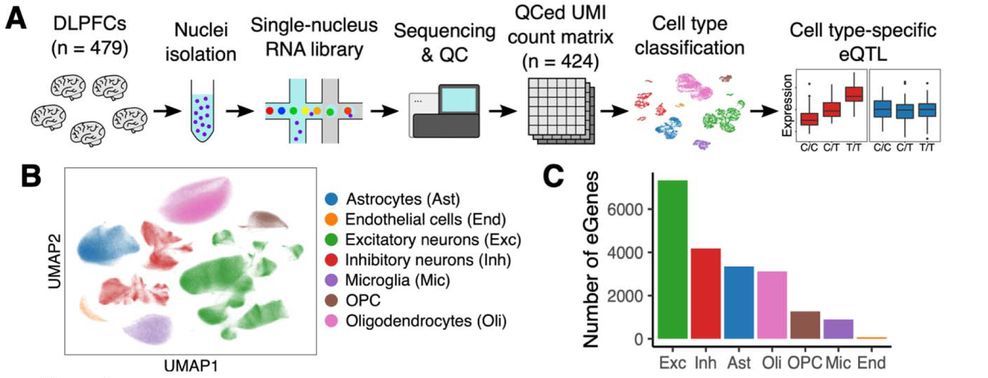 A
DLPFCs
(n = 479)
Nuclei
isolation
Single-nucleus
RNA library
Sequencing
& QC
QCed UMI
count matrix
(n = 424)
Cell type
classification
Cell type-specific
eQTL
Expression
C/C C/T T/T
C/C C/T T/T
B
UMAP2
UMAP1
Astrocytes (Ast)
Endothelial cells (End)
Excitatory neurons (Exc)
Inhibitory neurons (Inh)
Microglia (Mic)
OPC
Oligodendrocytes (Oli)
C
Number of eGenes
6000
4000
2000
0
Exc Inh Ast Oli OPC Mic End